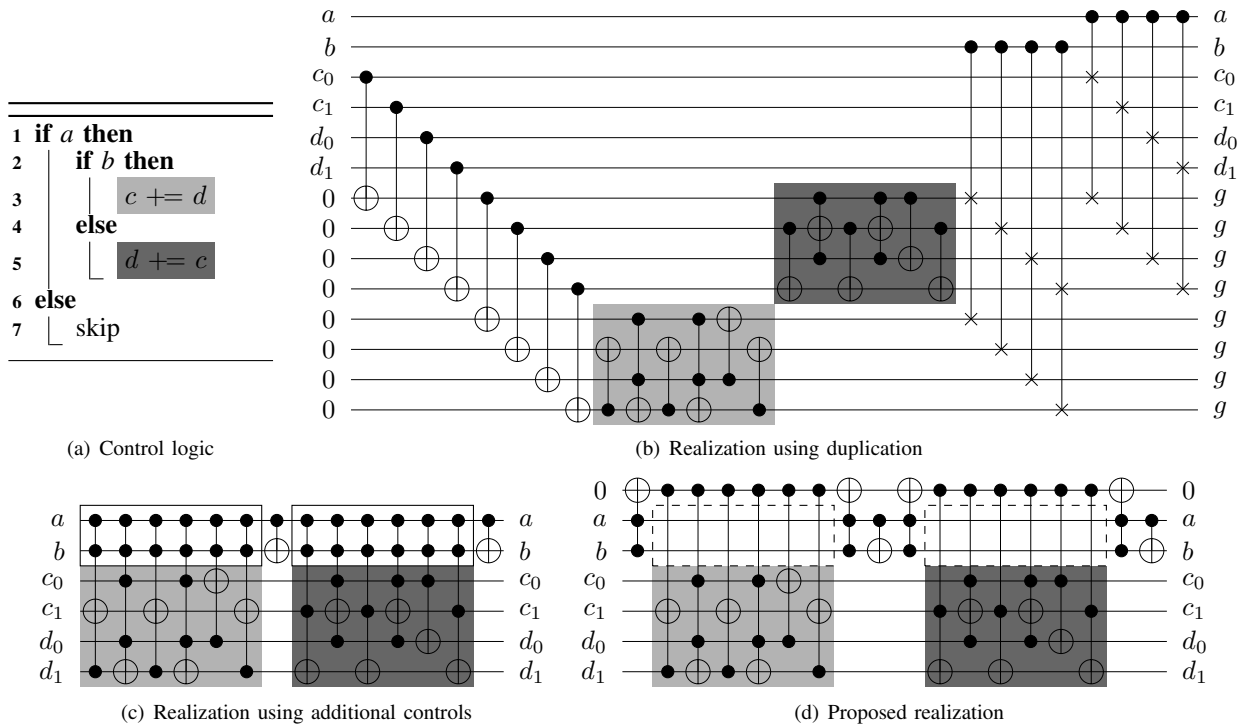 1 if a then
2 if b then
3 c += d
4 else
5 d += c
6 else
7 skip
(a) Control logic
a a
b b
c₀ c₀
c₁ c₁
d₀ d₀
d₁ d₁
0 g
0 g
0 g
0 g
0 g
0 g
0 g
0 g
(b) Realization using duplication
a a
b b
c₀ c₀
c₁ c₁
d₀ d₀
d₁ d₁
(c) Realization using additional controls
0 0
a a
b b
c₀ c₀
c₁ c₁
d₀ d₀
d₁ d₁
(d) Proposed realization